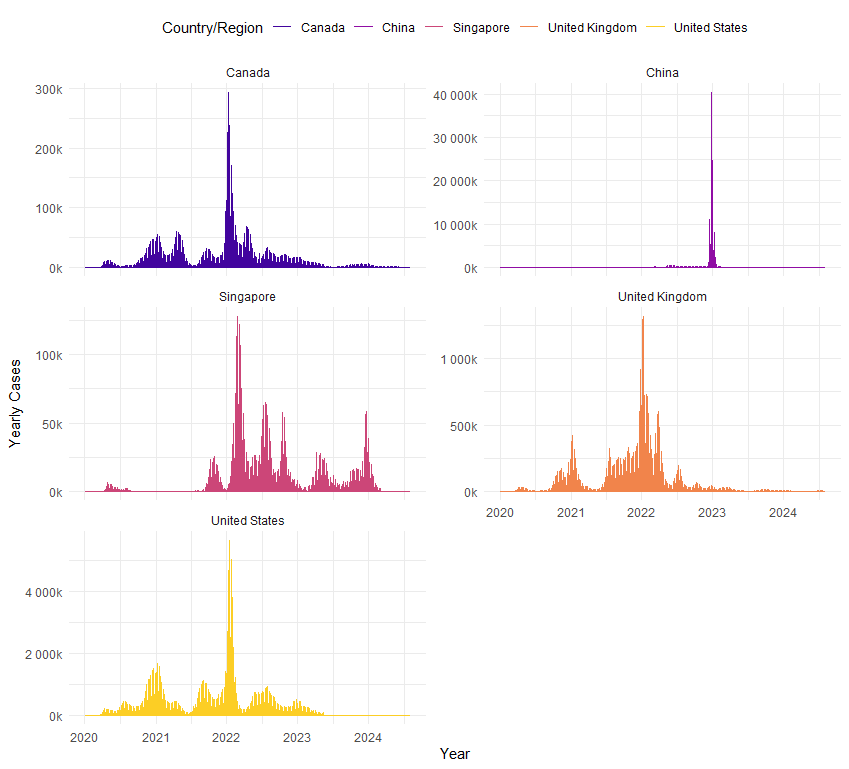 Country/Region Canada China Singapore United Kingdom United States
Canada
300k
200k
100k
0k
China
40 000k
30 000k
20 000k
10 000k
0k
Singapore
100k
50k
0k
United Kingdom
1 000k
500k
0k
2020 2021 2022 2023 2024
United States
4 000k
2 000k
0k
2020 2021 2022 2023 2024
Yearly Cases
Year